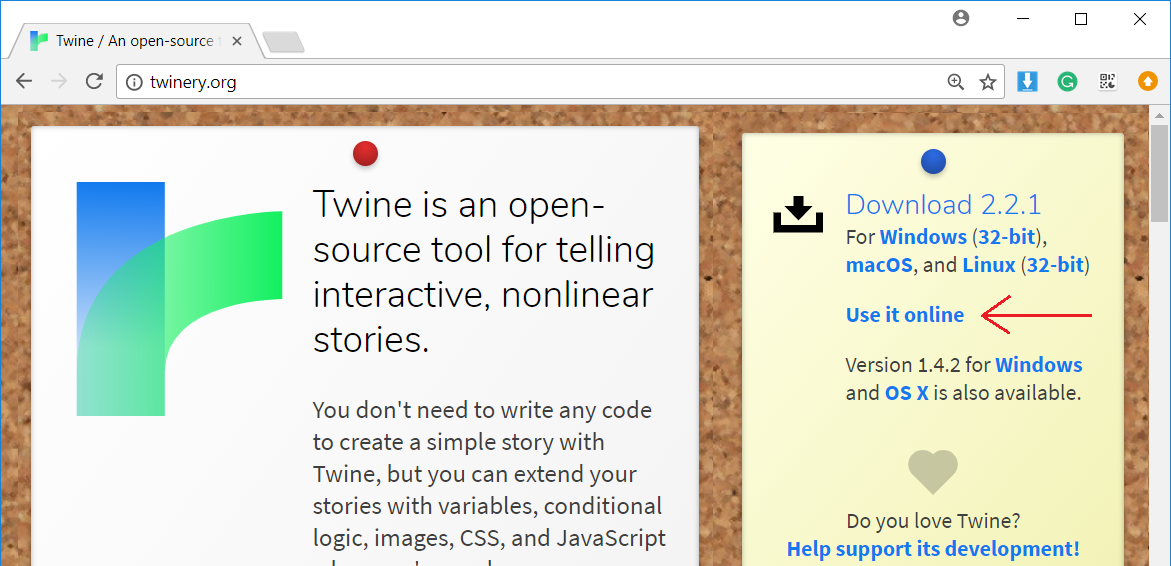 Twine / An open-source
twinery.org
Twine is an open-
source tool for telling
interactive, nonlinear
stories.
You don't need to write any code
to create a simple story with
Twine, but you can extend your
stories with variables, conditional
logic, images, CSS, and JavaScript
Download 2.2.1
For Windows (32-bit),
macOS, and Linux (32-bit)
Use it online
Version 1.4.2 for Windows
and OS X is also available.
Do you love Twine?
Help support its development!